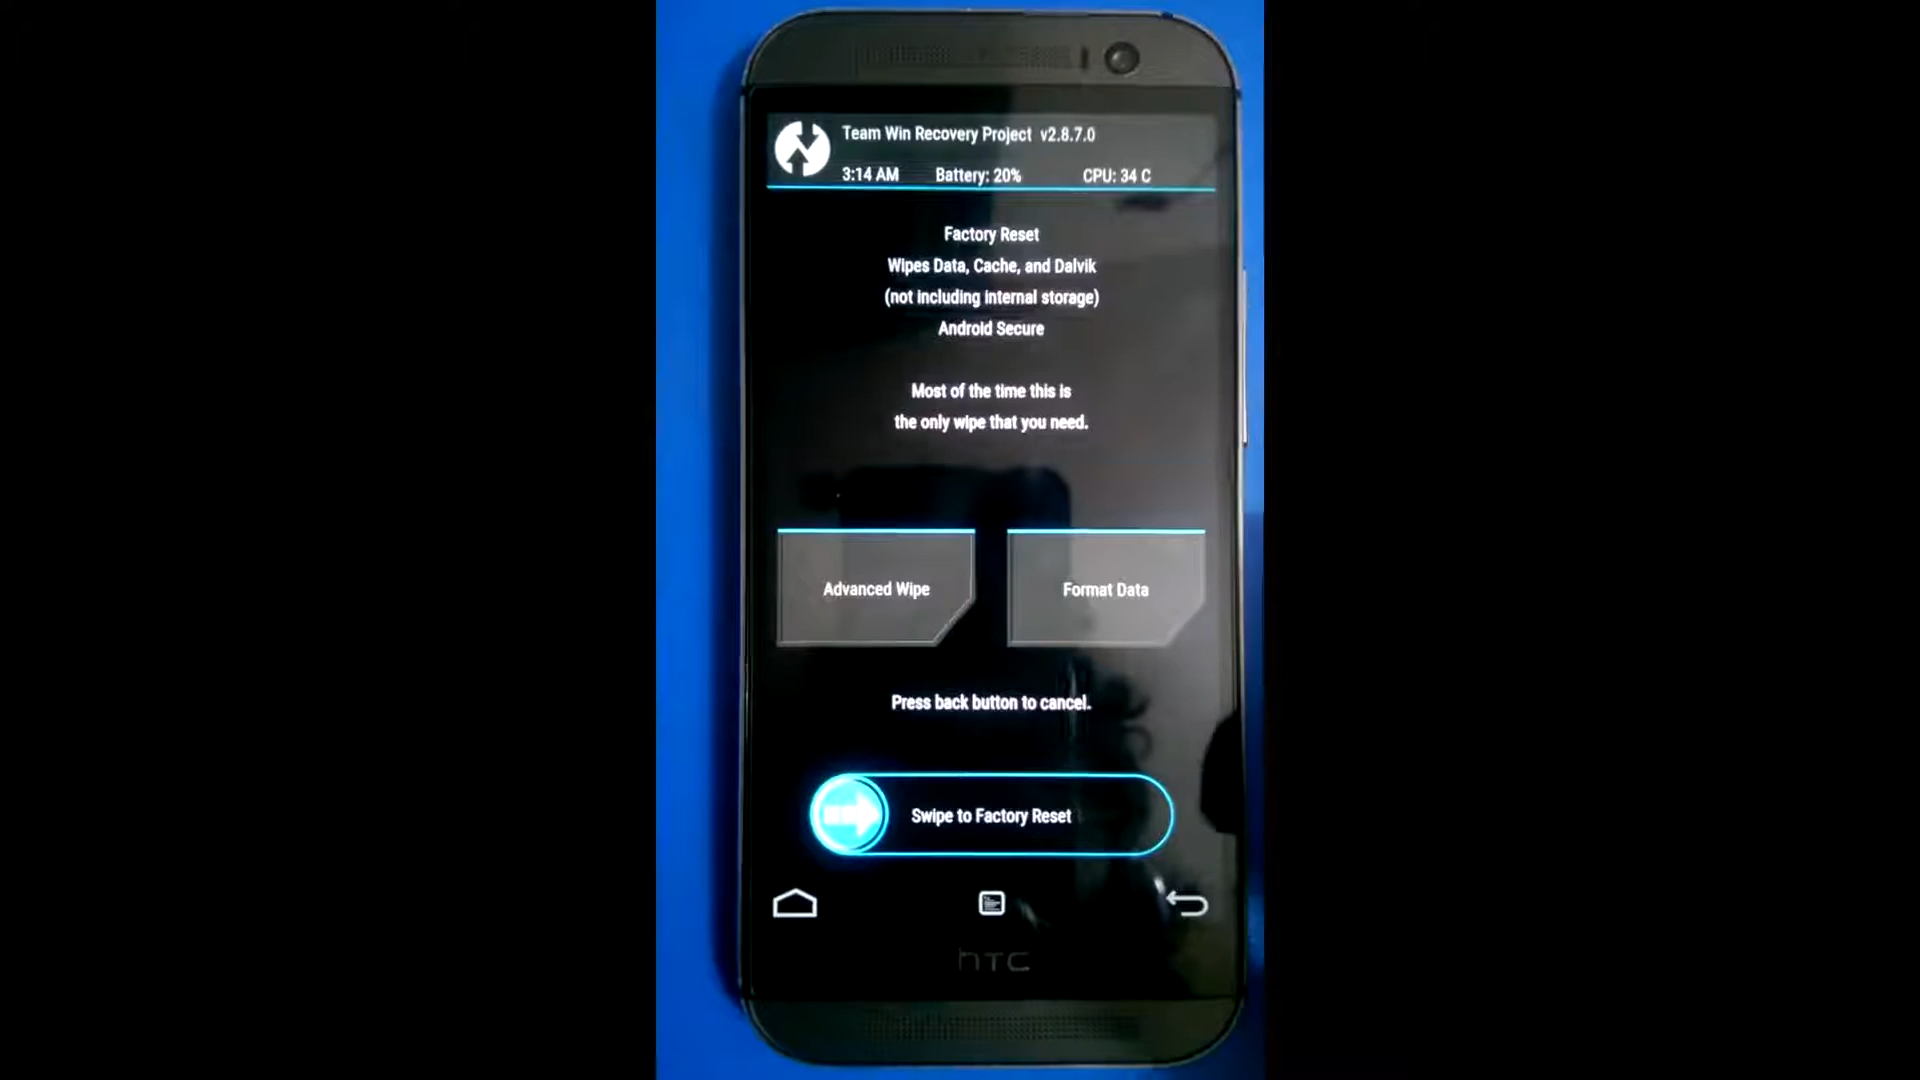 Team Win Recovery Project v2.8.7.0
3:14 AM Battery: 20% CPU: 34 C
Factory Reset
Wipes Data, Cache, and Dalvik
(not including internal storage)
Android Secure
Most of the time this is
the only wipe that you need.
Advanced Wipe Format Data
Press back button to cancel.
Swipe to Factory Reset
hTC